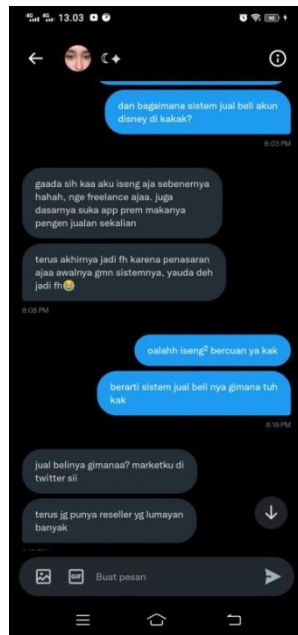 13.03
dan bagaimana sistem jual beli akun
disney di kakak?
8:03 PM
gaada sih kaa aku iseng aja sebenernya
hahah, nge freelance ajaa. juga
dasarnya suka app prem makanya
pengen jualan sekalian
terus akhirnya jadi fh karena penasaran
ajaa awalnya gmn sistemnya, yauda deh
jadi fh😂
8:08 PM
oalahh iseng² bercuan ya kak
berarti sistem jual beli nya gimana tuh
kak
8:18 PM
jual belinya gimanaa? marketku di
twitter sii
terus jg punya reseller yg lumayan
banyak
GIF
Buat pesan